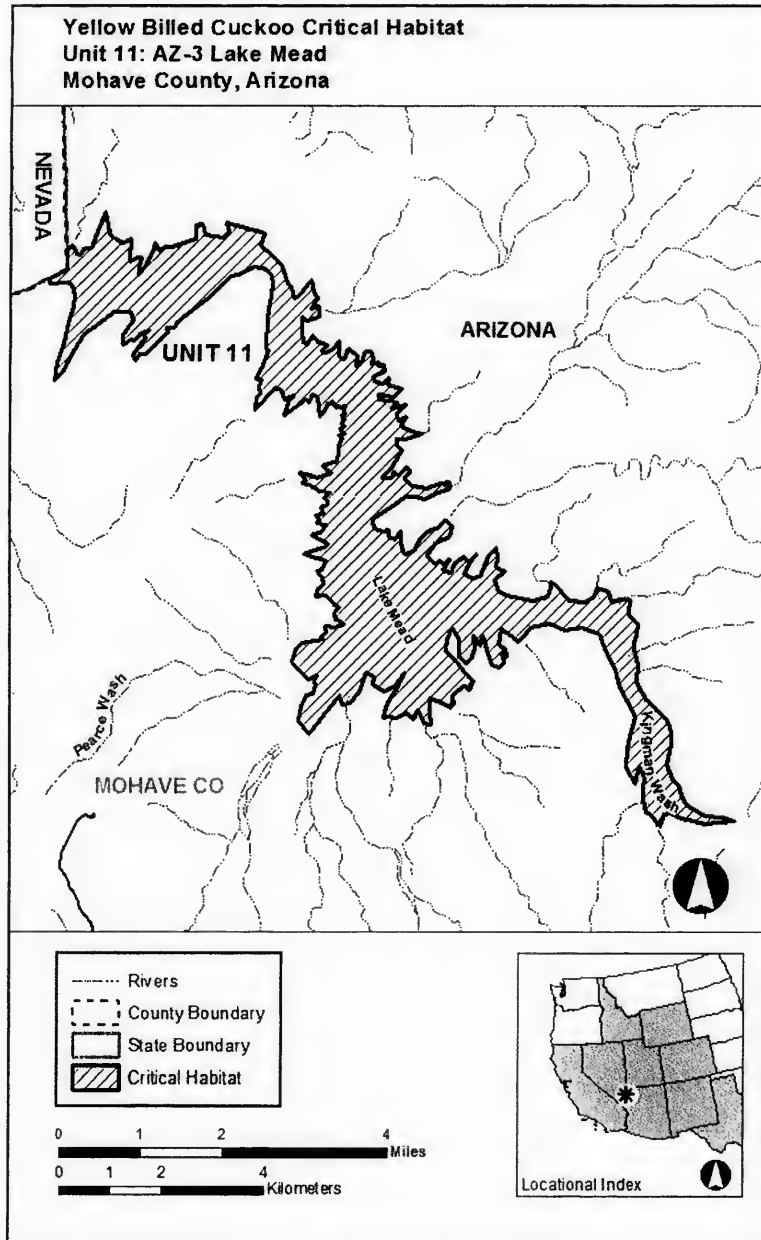 Yellow Billed Cuckoo Critical Habitat
Unit 11: AZ-3 Lake Mead
Mohave County, Arizona
NEVADA
ARIZONA
UNIT 11
Lake Mead
Pearce Wash
Kingman Wash
MOHAVE CO
Rivers
County Boundary
State Boundary
Critical Habitat
0 1 2 4
Miles
0 1 2 4
Kilometers
Locational Index